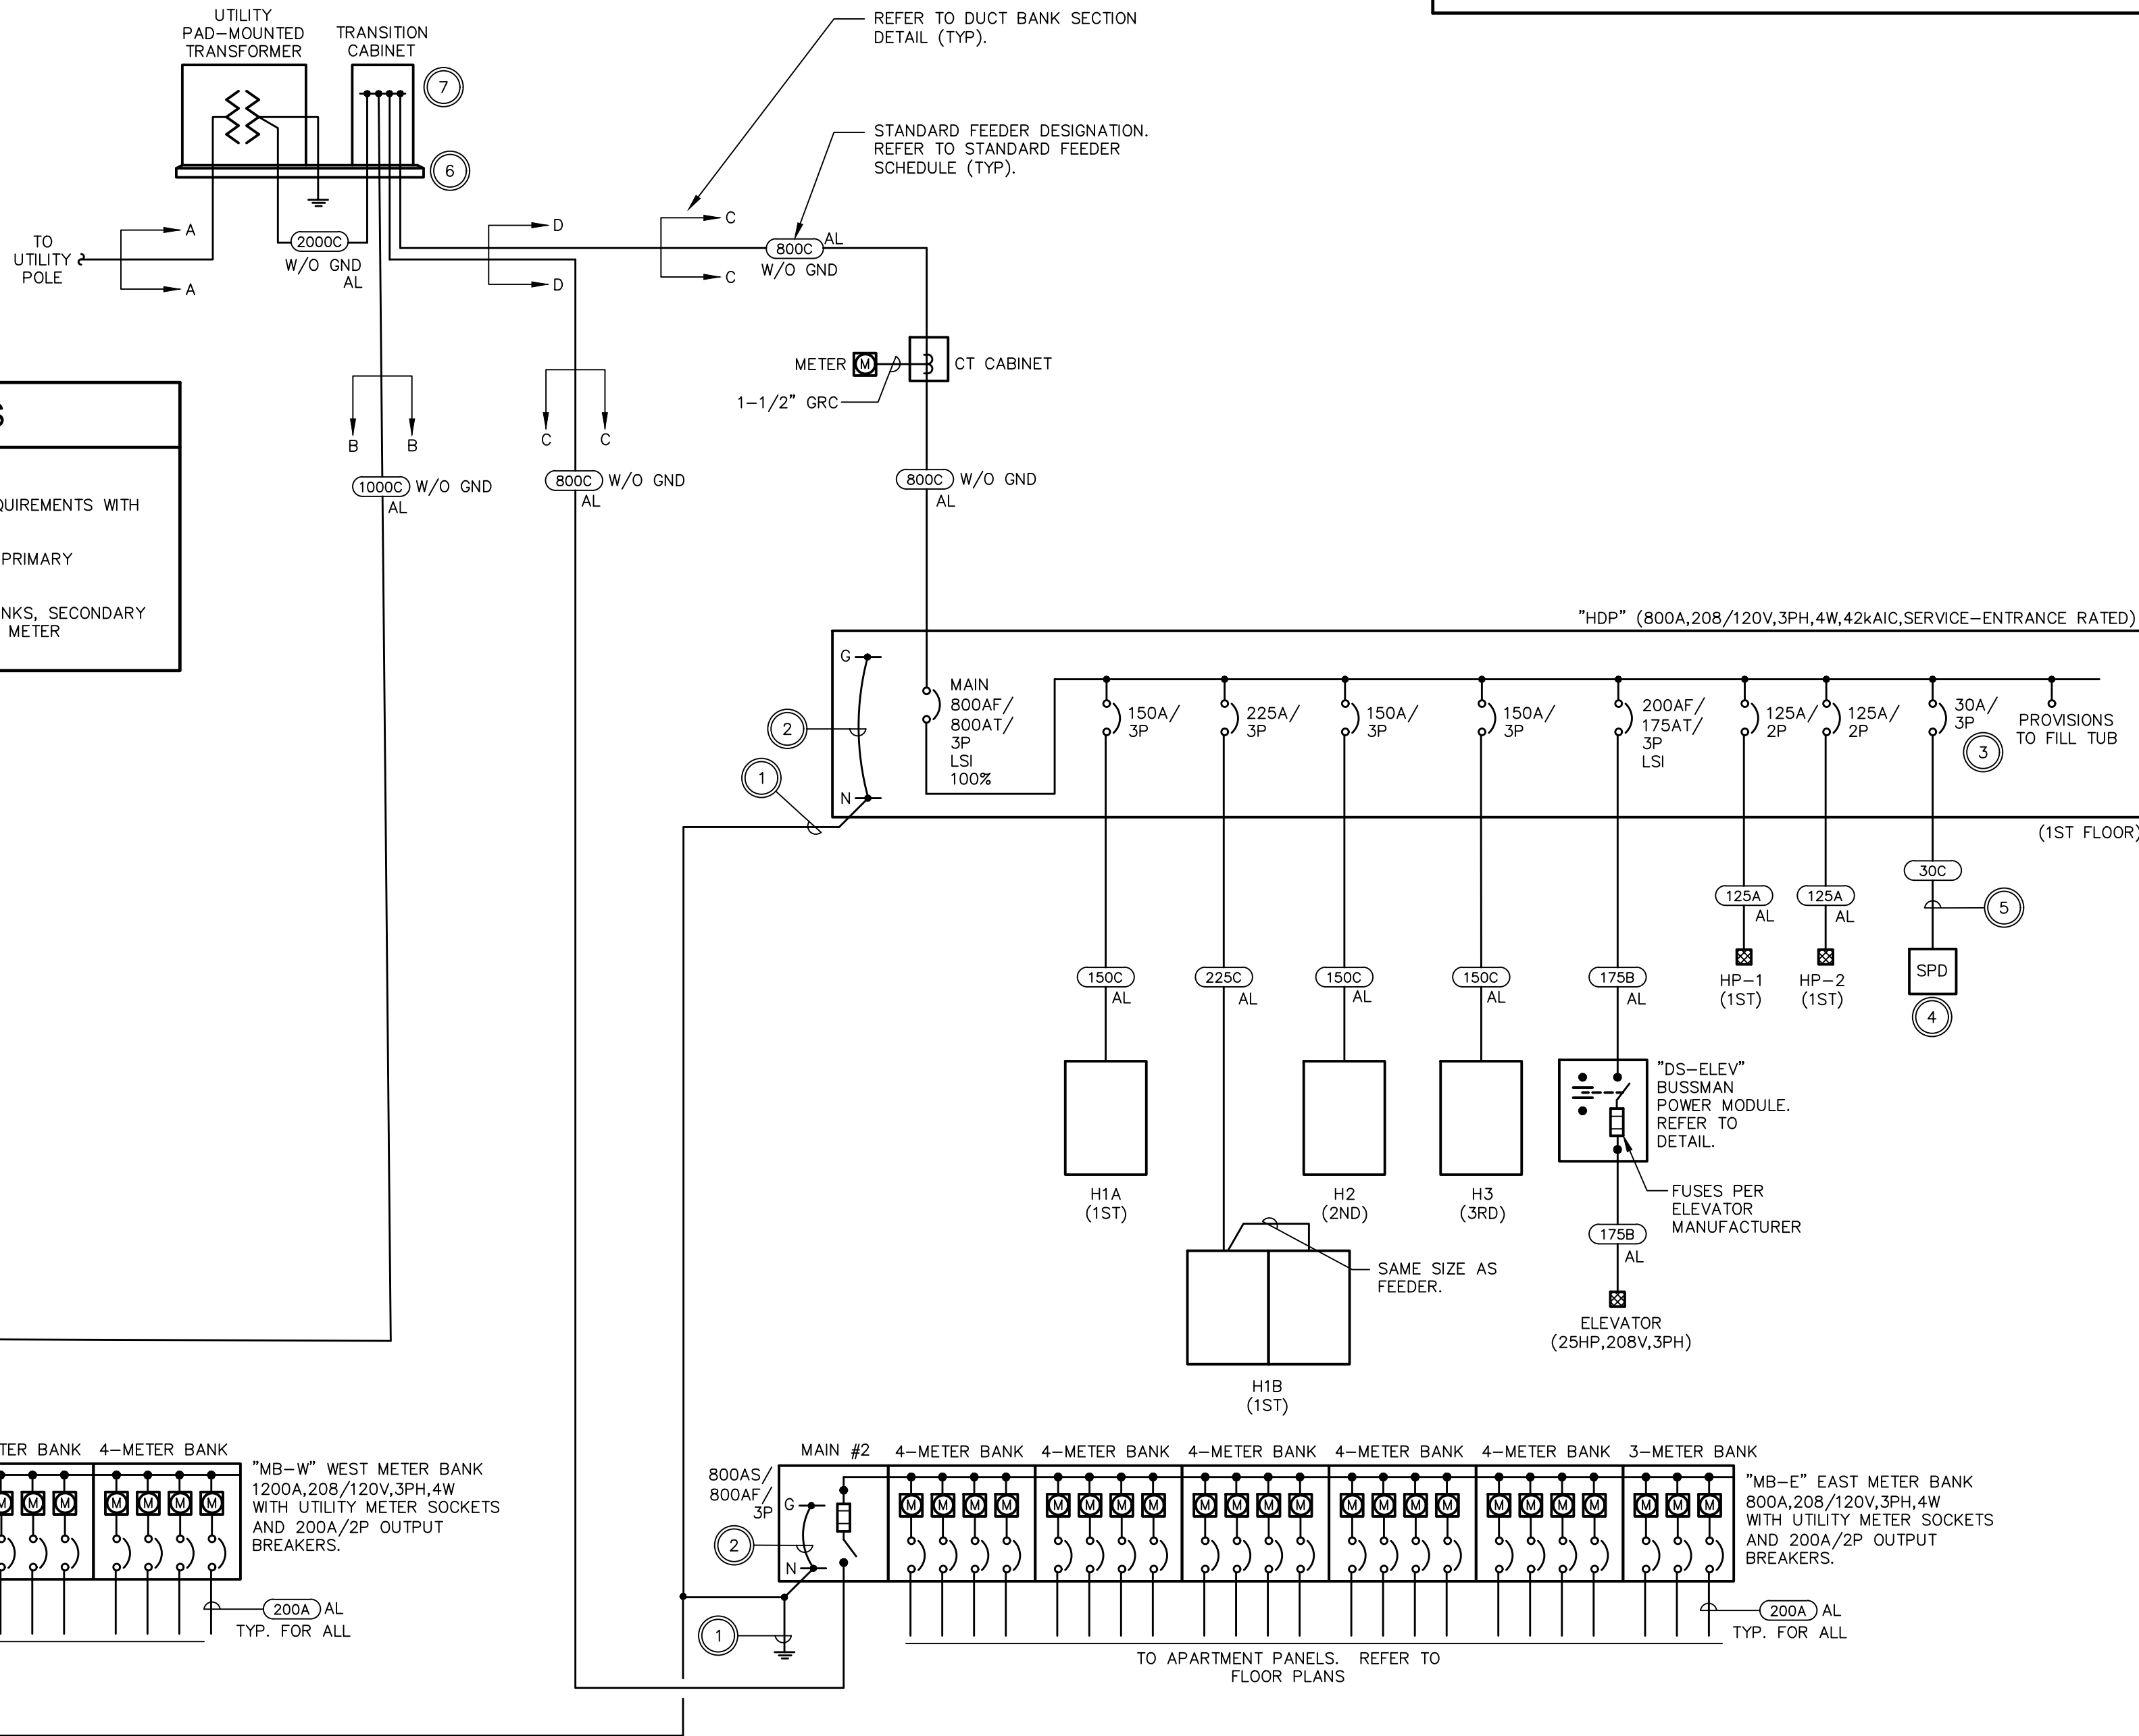 UTILITY
PAD-MOUNTED
TRANSFORMER
TRANSITION
CABINET
7
6
REFER TO DUCT BANK SECTION
DETAIL (TYP).
STANDARD FEEDER DESIGNATION.
REFER TO STANDARD FEEDER
SCHEDULE (TYP).
TO
UTILITY
POLE
A
A
2000C
W/O GND
AL
D
D
C
C
800C
AL
W/O GND
METER
M
CT CABINET
1-1/2" GRC
B
B
C
C
1000C
W/O GND
AL
800C
W/O GND
AL
800C
W/O GND
AL
S
QUIREMENTS WITH
PRIMARY
NKS, SECONDARY
METER
"HDP" (800A,208/120V,3PH,4W,42kAIC,SERVICE-ENTRANCE RATED)
G
N
2
1
MAIN
800AF/
800AT/
3P
LSI
100%
150A/
3P
225A/
3P
150A/
3P
150A/
3P
200AF/
175AT/
3P
LSI
125A/
2P
125A/
2P
30A/
3P
3
PROVISIONS
TO FILL TUB
(1ST FLOOR)
150C
AL
225C
AL
150C
AL
150C
AL
175B
AL
125A
AL
125A
AL
30C
5
HP-1
(1ST)
HP-2
(1ST)
SPD
4
H1A
(1ST)
H2
(2ND)
H3
(3RD)
"DS-ELEV"
BUSSMAN
POWER MODULE.
REFER TO
DETAIL.
FUSES PER
ELEVATOR
MANUFACTURER
175B
AL
ELEVATOR
(25HP,208V,3PH)
SAME SIZE AS
FEEDER.
H1B
(1ST)
TER BANK
4-METER BANK
M M M M M M
"MB-W" WEST METER BANK
1200A,208/120V,3PH,4W
WITH UTILITY METER SOCKETS
AND 200A/2P OUTPUT
BREAKERS.
200A
AL
TYP. FOR ALL
MAIN #2
800AS/
800AF/
3P
G
N
2
1
4-METER BANK
4-METER BANK
4-METER BANK
4-METER BANK
4-METER BANK
3-METER BANK
M M M M M M M M M M M M M M M M M M M M M M M
"MB-E" EAST METER BANK
800A,208/120V,3PH,4W
WITH UTILITY METER SOCKETS
AND 200A/2P OUTPUT
BREAKERS.
200A
AL
TYP. FOR ALL
TO APARTMENT PANELS. REFER TO
FLOOR PLANS